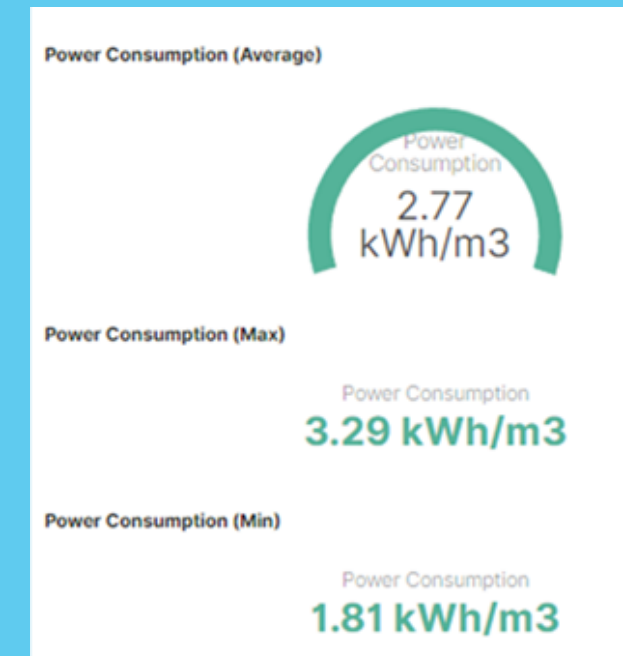 Power Consumption (Average)
Power
Consumption
2.77
kWh/m3
Power Consumption (Max)
Power Consumption
3.29 kWh/m3
Power Consumption (Min)
Power Consumption
1.81 kWh/m3